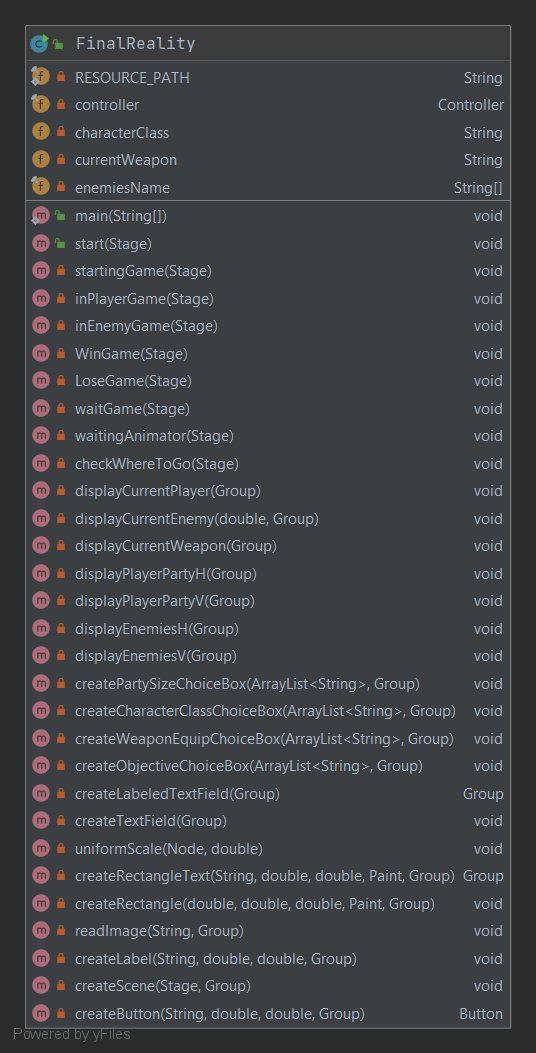 FinalReality
RESOURCE_PATH String
controller Controller
characterClass String
currentWeapon String
enemiesName String[]
main(String[]) void
start(Stage) void
startingGame(Stage) void
inPlayerGame(Stage) void
inEnemyGame(Stage) void
WinGame(Stage) void
LoseGame(Stage) void
waitGame(Stage) void
waitingAnimator(Stage) void
checkWhereToGo(Stage) void
displayCurrentPlayer(Group) void
displayCurrentEnemy(double, Group) void
displayCurrentWeapon(Group) void
displayPlayerPartyH(Group) void
displayPlayerPartyV(Group) void
displayEnemiesH(Group) void
displayEnemiesV(Group) void
createPartySizeChoiceBox(ArrayList<String>, Group) void
createCharacterClassChoiceBox(ArrayList<String>, Group) void
createWeaponEquipChoiceBox(ArrayList<String>, Group) void
createObjectiveChoiceBox(ArrayList<String>, Group) void
createLabeledTextField(Group) Group
createTextField(Group) void
uniformScale(Node, double) void
createRectangleText(String, double, double, Paint, Group) Group
createRectangle(double, double, double, Paint, Group) void
readImage(String, Group) void
createLabel(String, double, double, Group) void
createScene(Stage, Group) void
createButton(String, double, double, Group) Button
Powered by yFiles